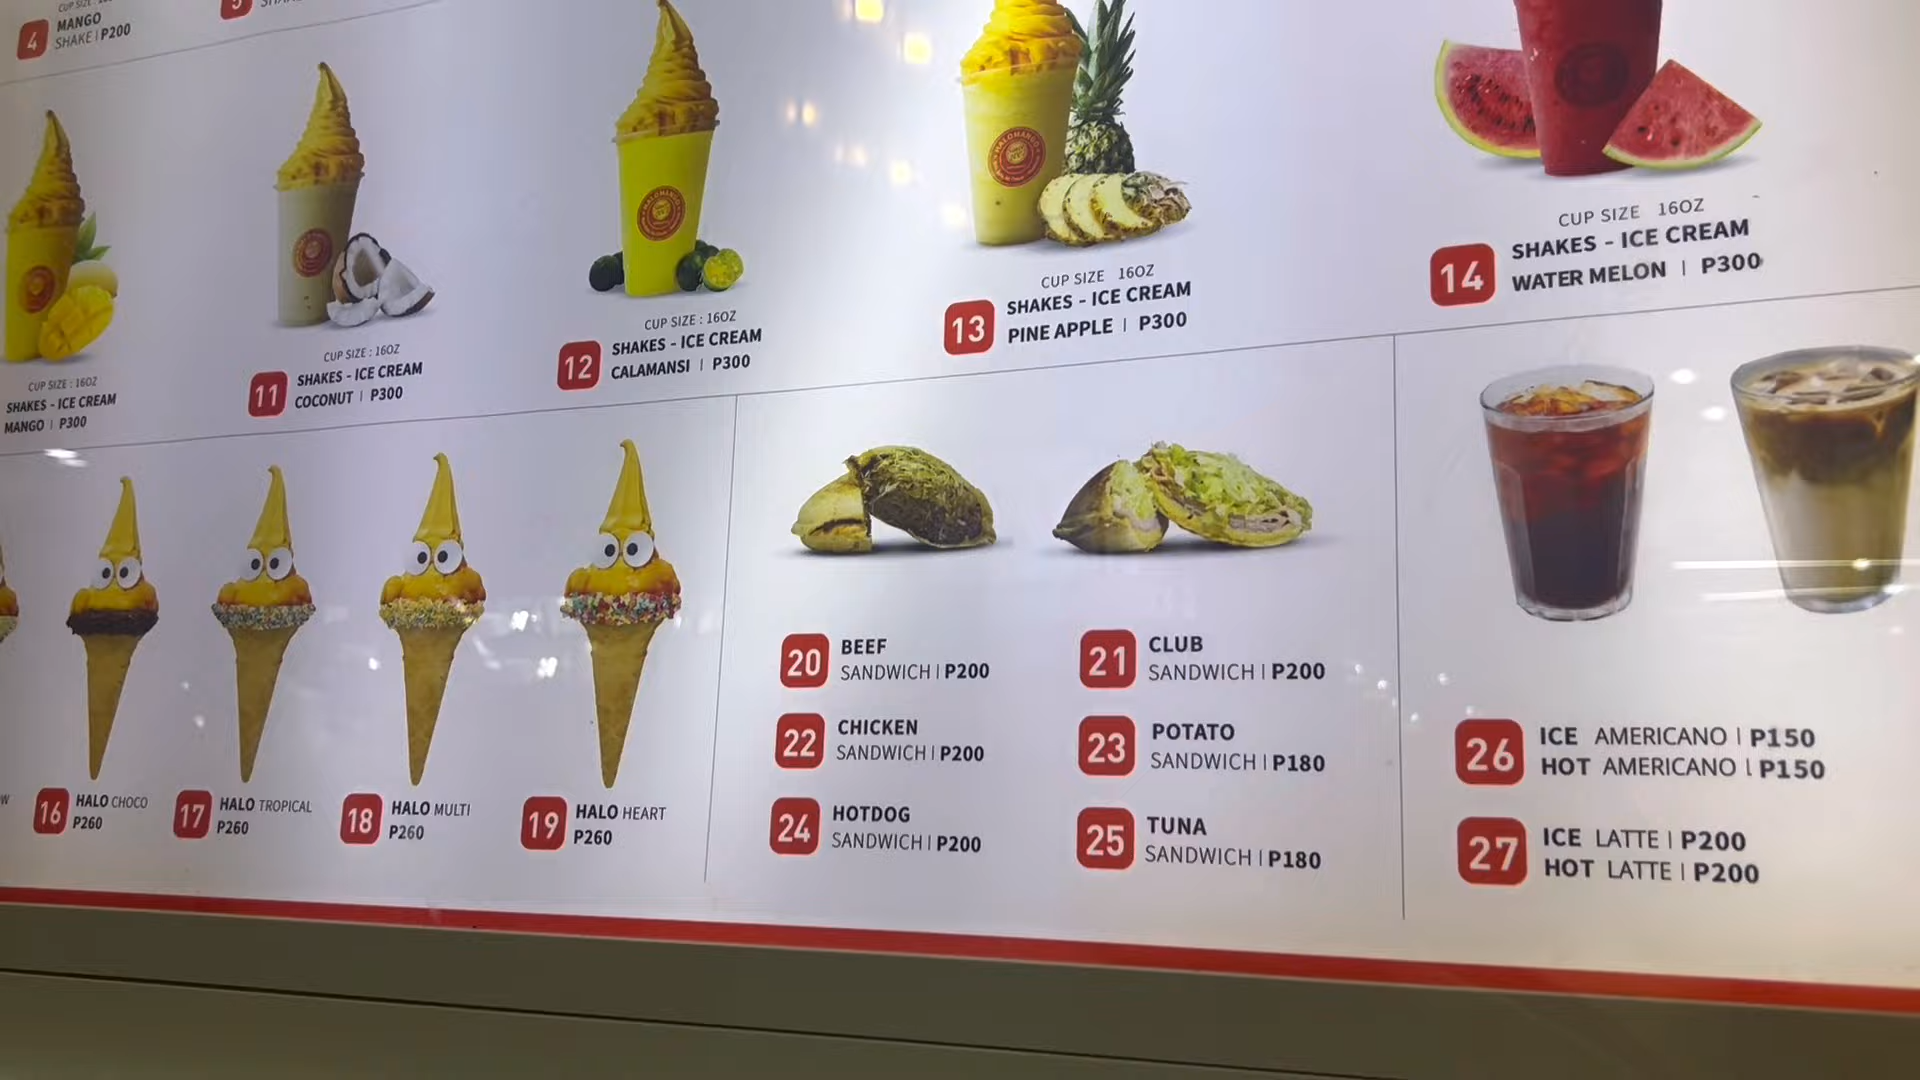 4
MANGO
SHAKE | P200
5
CUP SIZE : 16OZ
SHAKES - ICE CREAM
MANGO | P300
11
CUP SIZE : 16OZ
SHAKES - ICE CREAM
COCONUT | P300
12
CUP SIZE : 16OZ
SHAKES - ICE CREAM
CALAMANSI | P300
HALOMANGO
13
CUP SIZE 16OZ
SHAKES - ICE CREAM
PINE APPLE | P300
HALOMANGO
14
CUP SIZE 16OZ
SHAKES - ICE CREAM
WATER MELON | P300
16
HALO CHOCO
P260
17
HALO TROPICAL
P260
18
HALO MULTI
P260
19
HALO HEART
P260
20
BEEF
SANDWICH | P200
21
CLUB
SANDWICH | P200
22
CHICKEN
SANDWICH | P200
23
POTATO
SANDWICH | P180
24
HOTDOG
SANDWICH | P200
25
TUNA
SANDWICH | P180
26
ICE AMERICANO | P150
HOT AMERICANO | P150
27
ICE LATTE | P200
HOT LATTE | P200